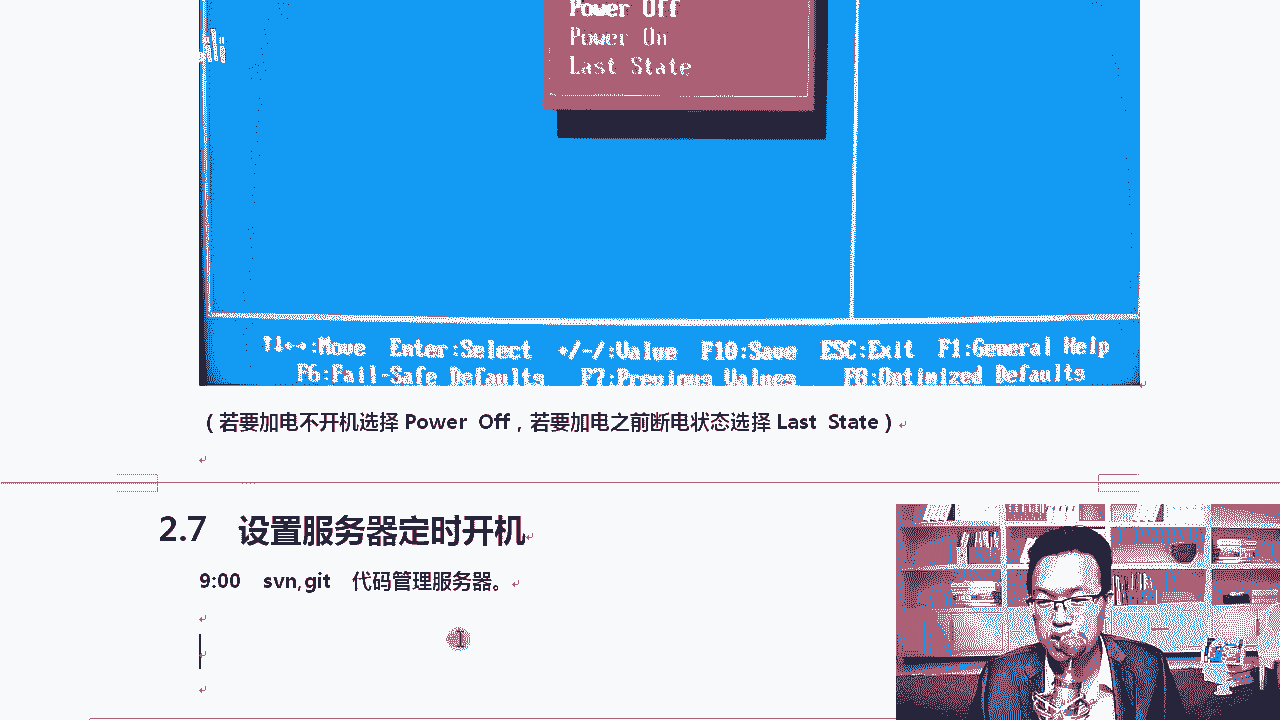 Power Off
Power On
Last State
↑↓←→:Move Enter:Select +/-/:Value F10:Save ESC:Exit F1:General Help
F6:Fail-Safe Defaults F7:Previous Values F8:Optimized Defaults
（若要加电不开机选择 Power Off，若要加电之前断电状态选择 Last State）
2.7 设置服务器定时开机
9:00 svn,git 代码管理服务器。